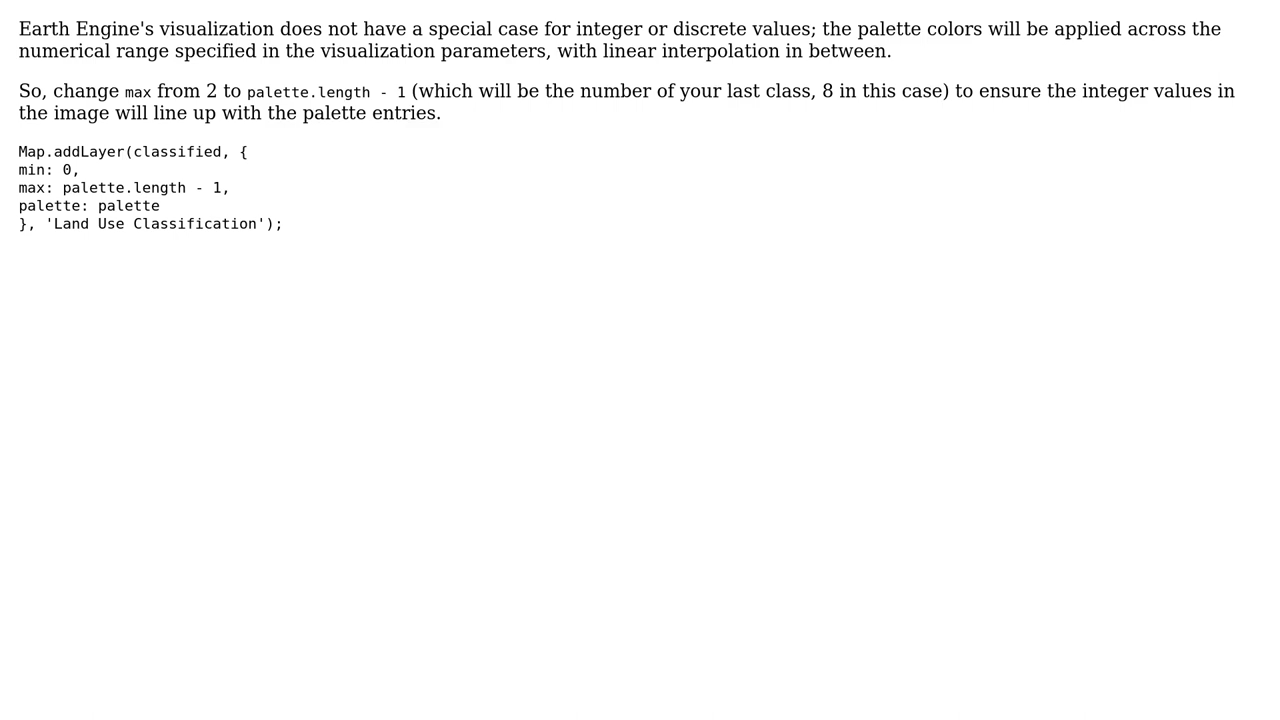 Earth Engine's visualization does not have a special case for integer or discrete values; the palette colors will be applied across the
numerical range specified in the visualization parameters, with linear interpolation in between.
So, change max from 2 to palette.length - 1 (which will be the number of your last class, 8 in this case) to ensure the integer values in
the image will line up with the palette entries.
Map.addLayer(classified, {
min: 0,
max: palette.length - 1,
palette: palette
}, 'Land Use Classification');